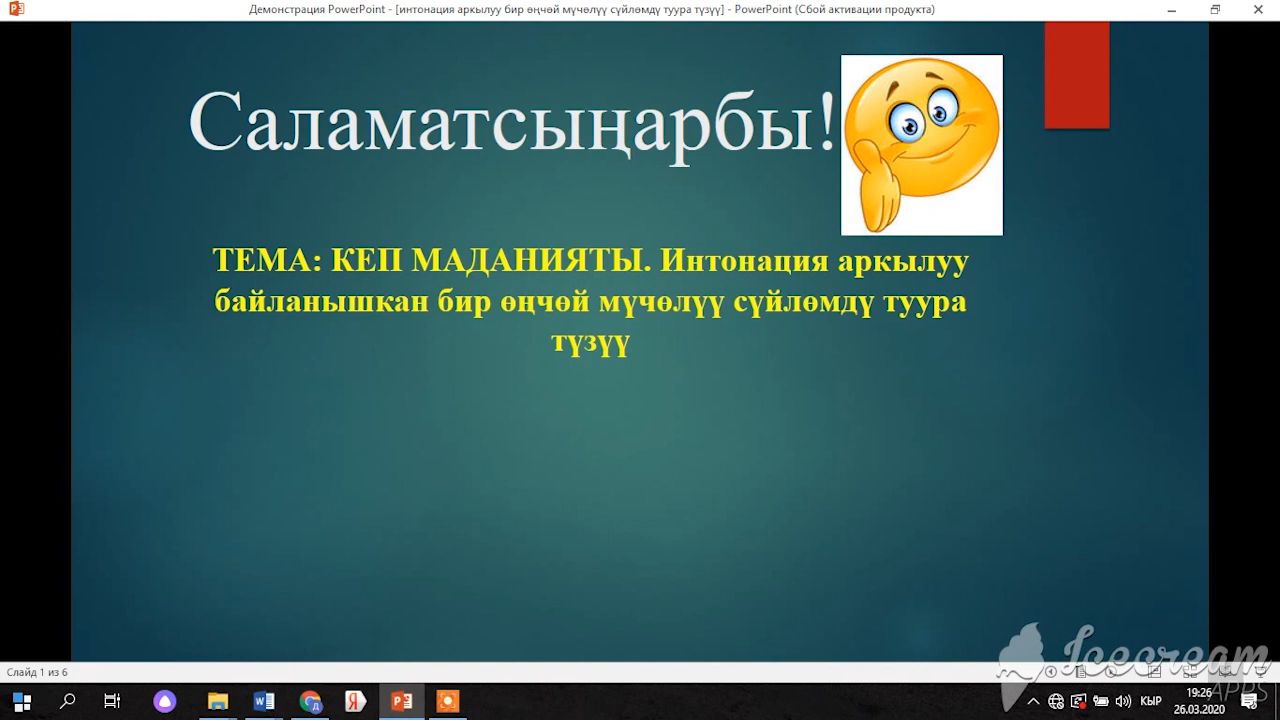 Демонстрация PowerPoint - [интонация аркылуу бир өңчөй мүчөлүү сүйлөмдү туура түзүү] - PowerPoint (Сбой активации продукта)
Саламатсыңарбы!
ТЕМА: КЕП МАДАНИЯТЫ. Интонация аркылуу
байланышкан бир өңчөй мүчөлүү сүйлөмдү туура
түзүү
Слайд 1 из 6
Icecream
APPS
КЫР
19:26
26.03.2020